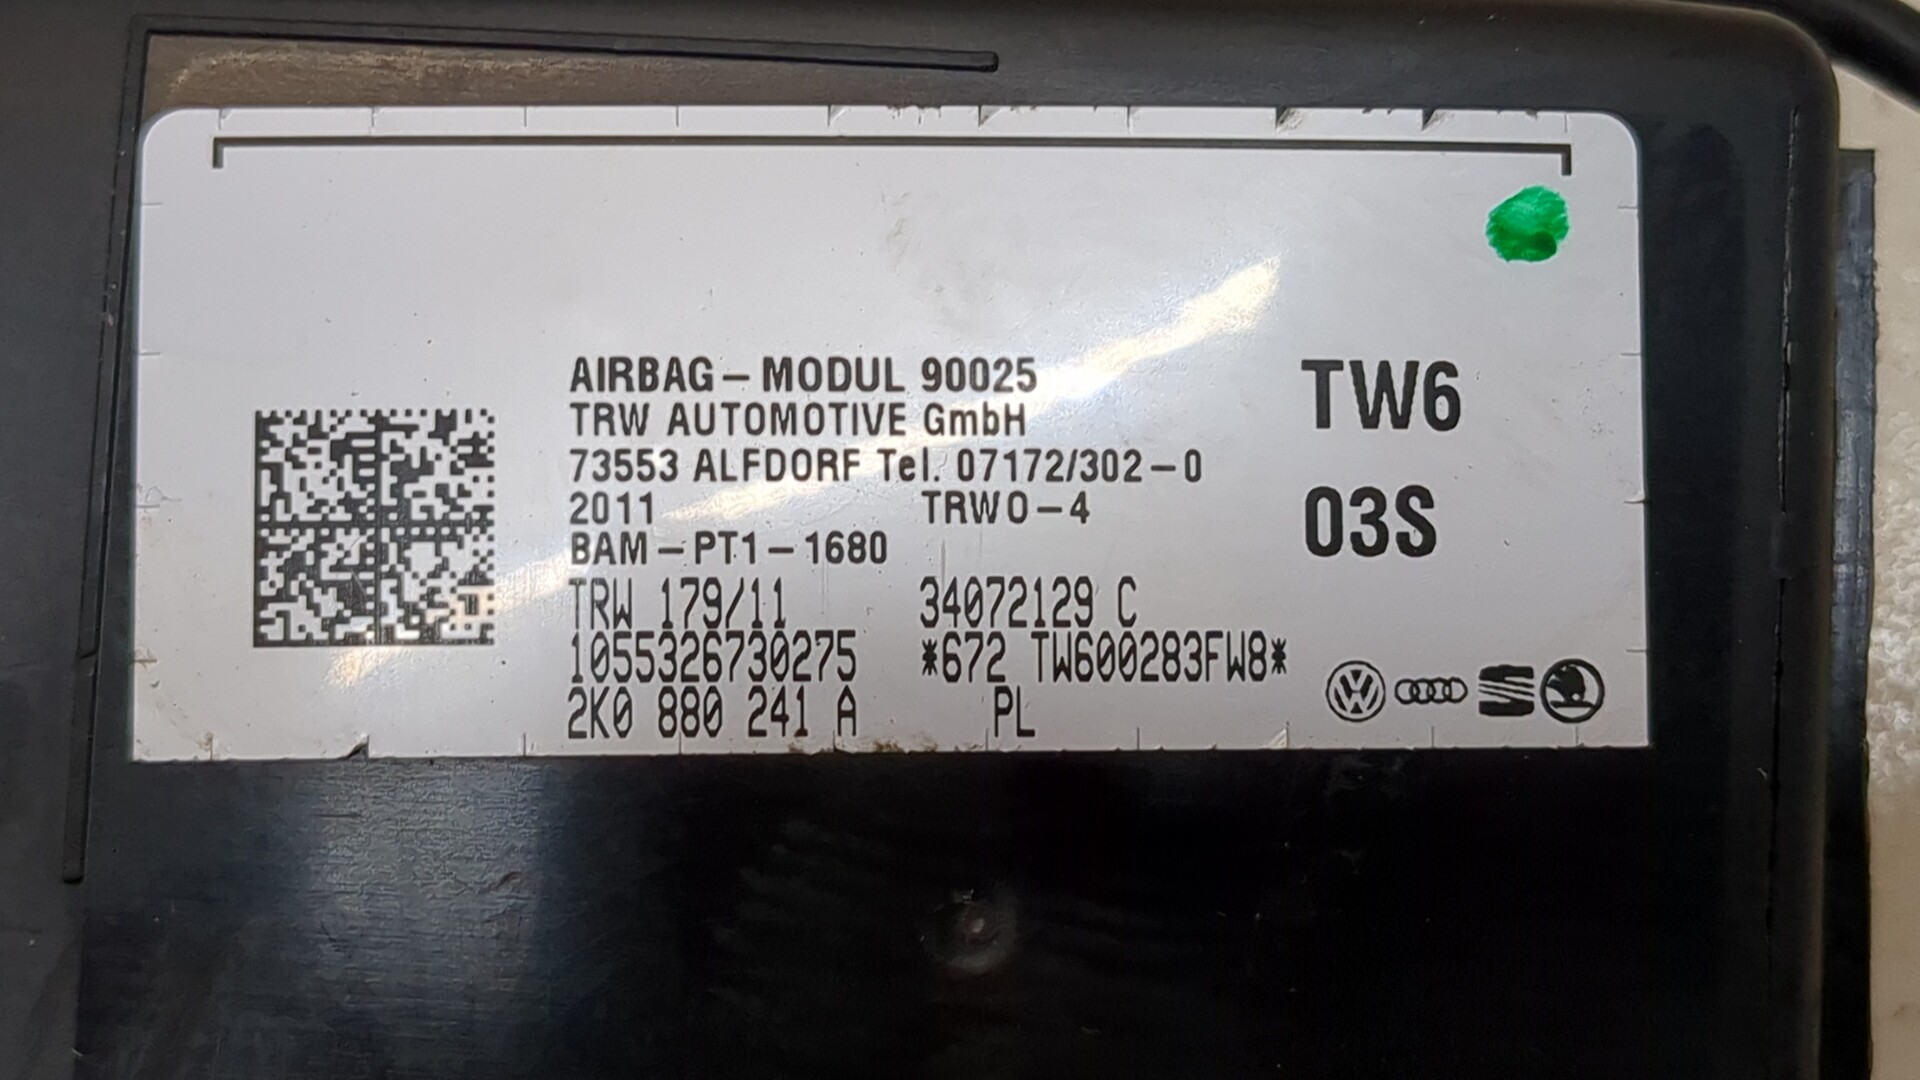 AIRBAG – MODUL 90025
TRW AUTOMOTIVE GmbH
73553 ALFDORF Tel. 07172/302 – 0
2011 TRW0 – 4
BAM – PT1 – 1680
TRW 179/11 34072129 C
1055326730275 *672 TW600283FW8*
2K0 880 241 A PL
TW6
03S